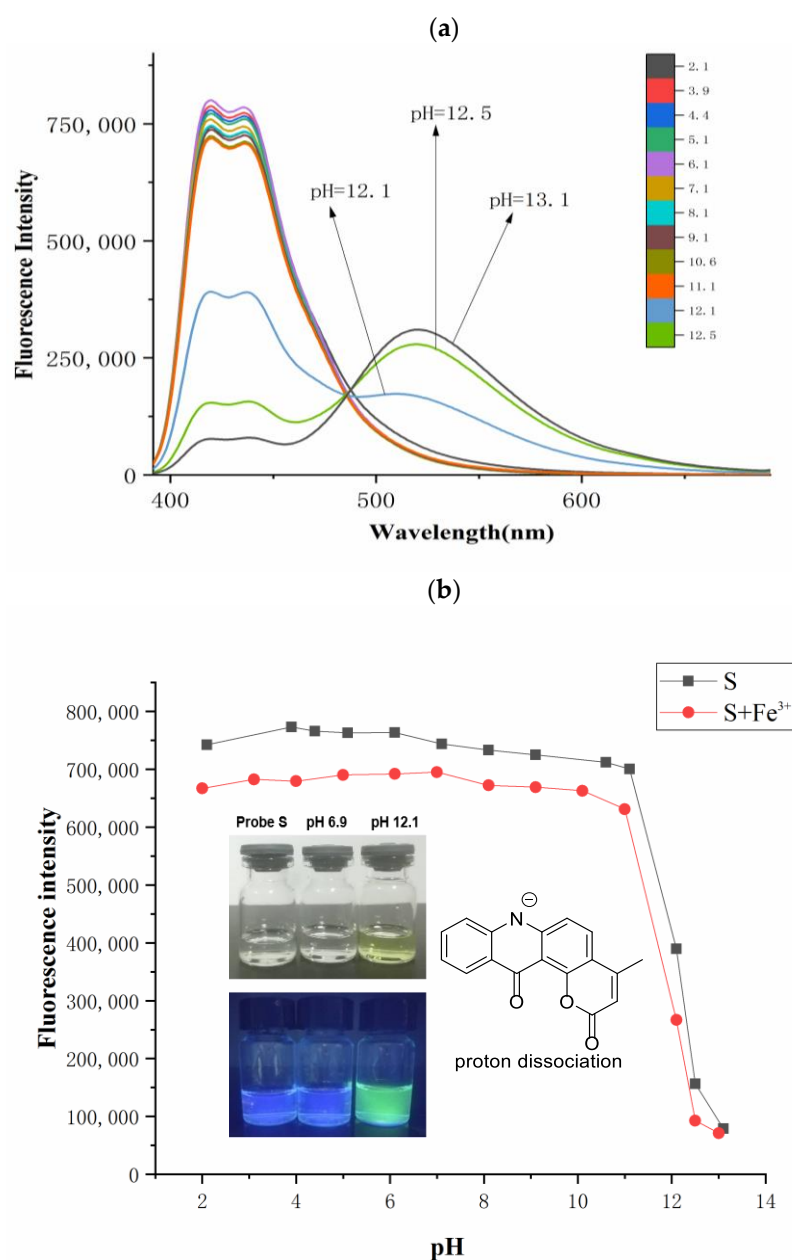 (a)
Fluorescence Intensity
750, 000
500, 000
250, 000
0
400
500
600
Wavelength(nm)
pH=12.1
pH=12.5
pH=13.1
2.1
3.9
4.4
5.1
6.1
7.1
8.1
9.1
10.6
11.1
12.1
12.5
(b)
Fluorescence intensity
800, 000
700, 000
600, 000
500, 000
400, 000
300, 000
200, 000
100, 000
0
2
4
6
8
10
12
14
pH
S
S+Fe³⁺
Probe S pH 6.9 pH 12.1
N
⊖
O
O
O
proton dissociation